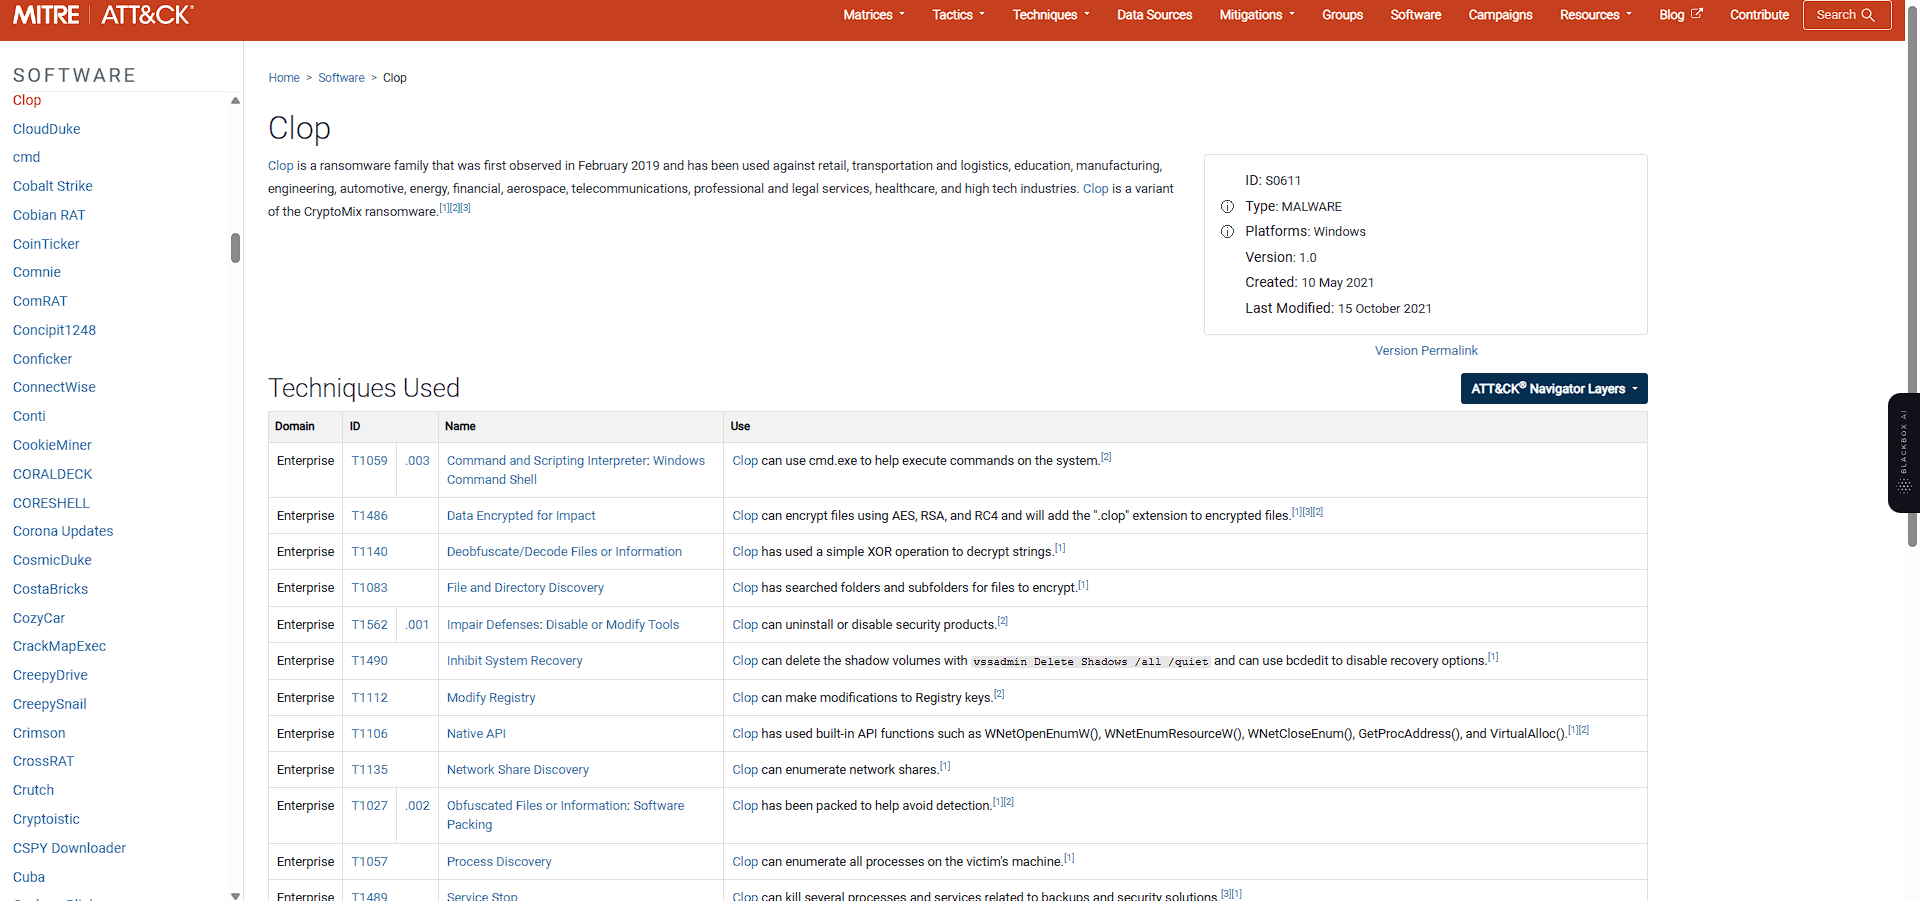 MITRE | ATT&CK®
Matrices Tactics Techniques Data Sources Mitigations Groups Software Campaigns Resources Blog Contribute Search
SOFTWARE
Clop
CloudDuke
cmd
Cobalt Strike
Cobian RAT
CoinTicker
Comnie
ComRAT
Concipit1248
Conficker
ConnectWise
Conti
CookieMiner
CORALDECK
CORESHELL
Corona Updates
CosmicDuke
CostaBricks
CozyCar
CrackMapExec
CreepyDrive
CreepySnail
Crimson
CrossRAT
Crutch
Cryptoistic
CSPY Downloader
Cuba
Home > Software > Clop
Clop
Clop is a ransomware family that was first observed in February 2019 and has been used against retail, transportation and logistics, education, manufacturing,
engineering, automotive, energy, financial, aerospace, telecommunications, professional and legal services, healthcare, and high tech industries. Clop is a variant
of the CryptoMix ransomware.[1][2][3]
ID: S0611
Type: MALWARE
Platforms: Windows
Version: 1.0
Created: 10 May 2021
Last Modified: 15 October 2021
Version Permalink
Techniques Used
ATT&CK® Navigator Layers
Domain ID Name Use
Enterprise T1059 .003 Command and Scripting Interpreter: Windows Clop can use cmd.exe to help execute commands on the system.[2]
Command Shell
Enterprise T1486 Data Encrypted for Impact Clop can encrypt files using AES, RSA, and RC4 and will add the ".clop" extension to encrypted files.[1][3][2]
Enterprise T1140 Deobfuscate/Decode Files or Information Clop has used a simple XOR operation to decrypt strings.[1]
Enterprise T1083 File and Directory Discovery Clop has searched folders and subfolders for files to encrypt.[1]
Enterprise T1562 .001 Impair Defenses: Disable or Modify Tools Clop can uninstall or disable security products.[2]
Enterprise T1490 Inhibit System Recovery Clop can delete the shadow volumes with vssadmin Delete Shadows /all /quiet and can use bcdedit to disable recovery options.[1]
Enterprise T1112 Modify Registry Clop can make modifications to Registry keys.[2]
Enterprise T1106 Native API Clop has used built-in API functions such as WNetOpenEnumW(), WNetEnumResourceW(), WNetCloseEnum(), GetProcAddress(), and VirtualAlloc().[1][2]
Enterprise T1135 Network Share Discovery Clop can enumerate network shares.[1]
Enterprise T1027 .002 Obfuscated Files or Information: Software Clop has been packed to help avoid detection.[1][2]
Packing
Enterprise T1057 Process Discovery Clop can enumerate all processes on the victim's machine.[1]
Enterprise T1489 Service Stop Clop can kill several processes and services related to backups and security solutions.[3][1]
BLACKBOX AI